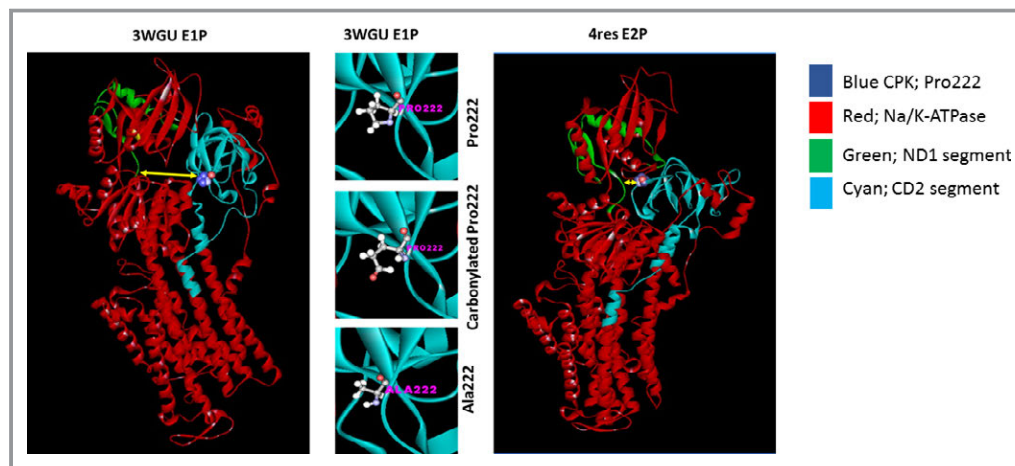 3WGU E1P
3WGU E1P
4res E2P
PRO222
Pro222
PRO222
Carbonylated Pro222
ALA222
Ala222
Blue CPK; Pro222
Red; Na/K-ATPase
Green; ND1 segment
Cyan; CD2 segment